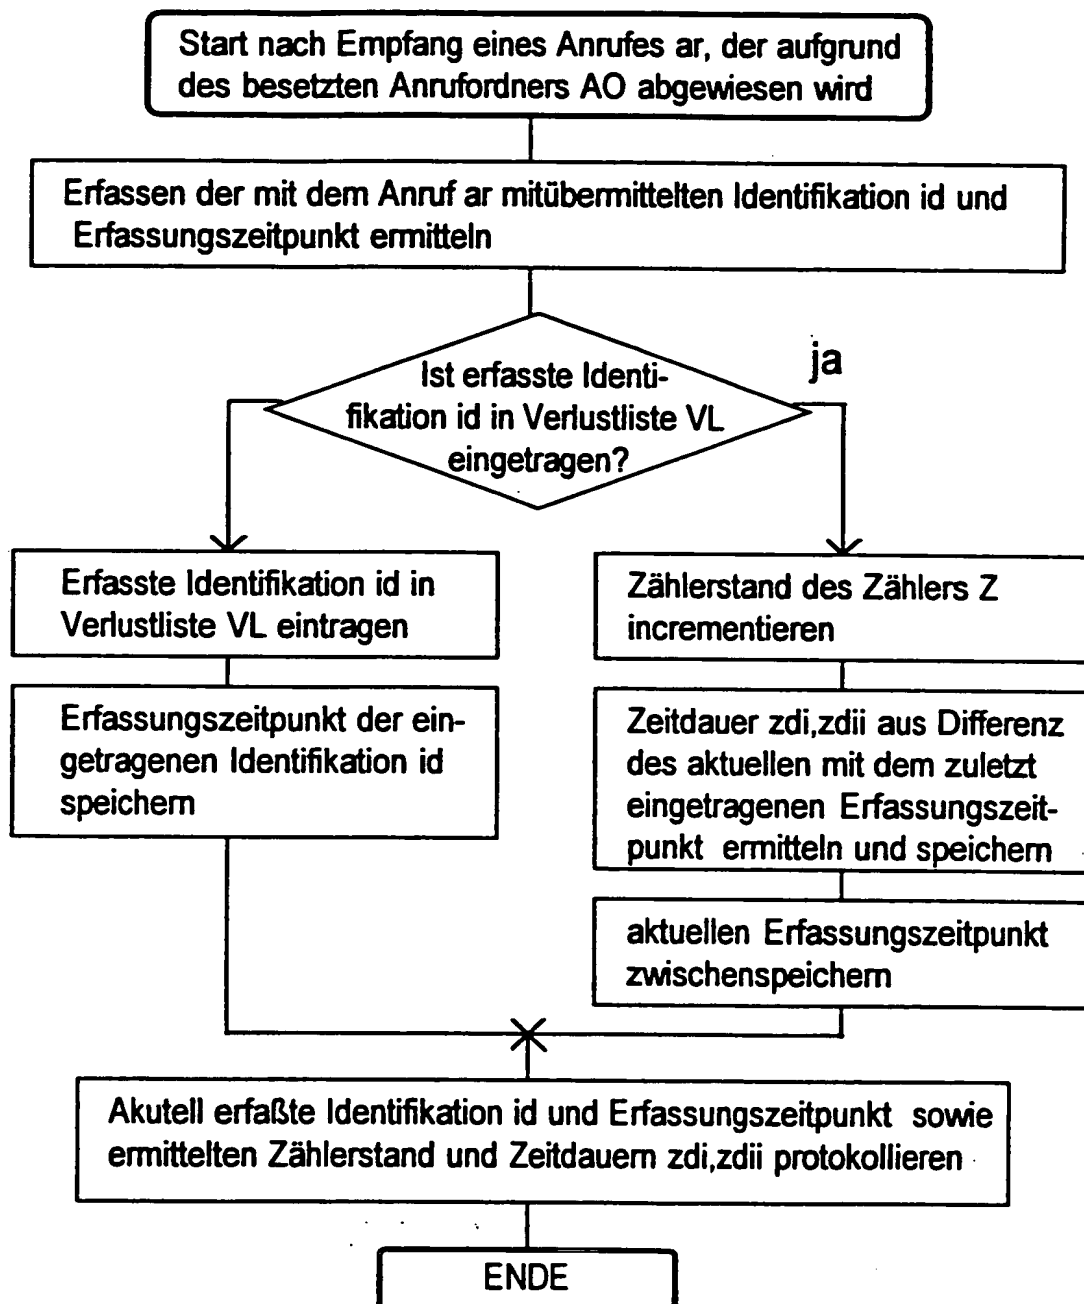 Start nach Empfang eines Anrufes ar, der aufgrund
des besetzten Anrufordners AO abgewiesen wird
Erfassen der mit dem Anruf ar mitübermittelten Identifikation id und
Erfassungszeitpunkt ermitteln
Ist erfasste Identi-
fikation id in Verlustliste VL
eingetragen?
ja
Erfasste Identifikation id in
Verlustliste VL eintragen
Erfassungszeitpunkt der ein-
getragenen Identifikation id
speichern
Zählerstand des Zählers Z
incrementieren
Zeitdauer zdi,zdii aus Differenz
des aktuellen mit dem zuletzt
eingetragenen Erfassungszeit-
punkt ermitteln und speichern
aktuellen Erfassungszeitpunkt
zwischenspeichern
Akutell erfaßte Identifikation id und Erfassungszeitpunkt sowie
ermittelten Zählerstand und Zeitdauern zdi,zdii protokollieren
ENDE